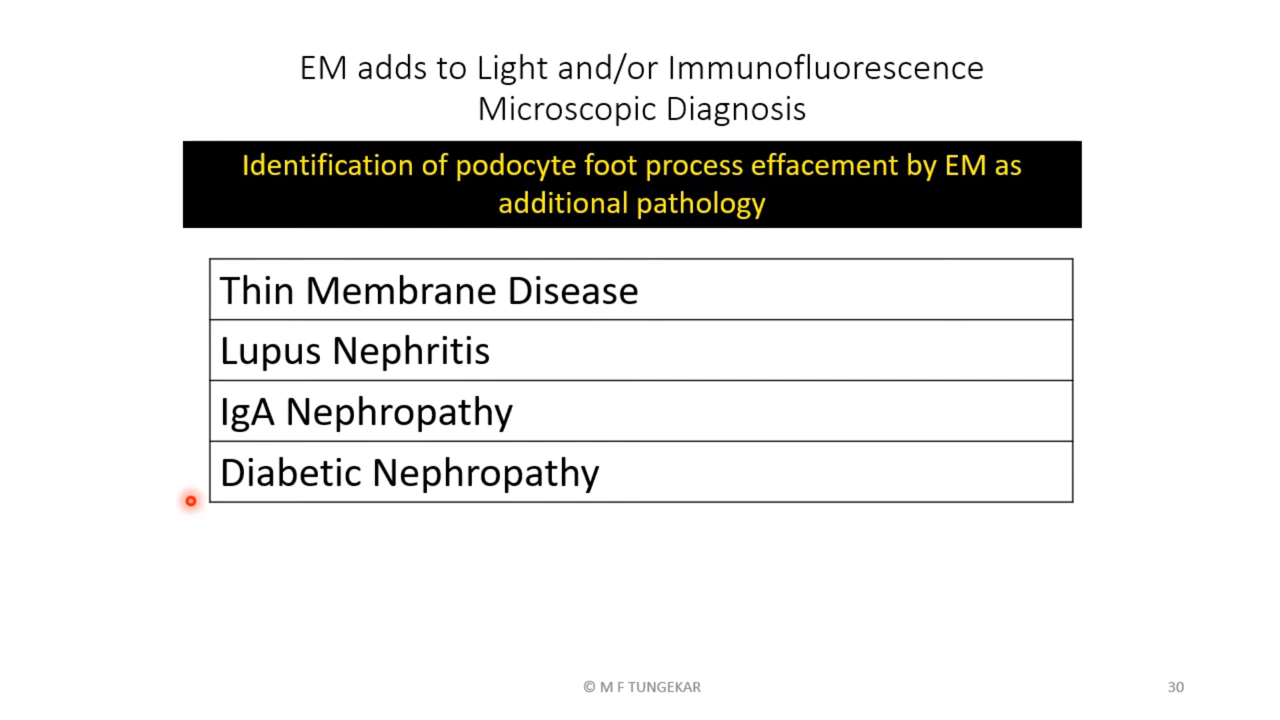 EM adds to Light and/or Immunofluorescence
Microscopic Diagnosis
Identification of podocyte foot process effacement by EM as
additional pathology
Thin Membrane Disease
Lupus Nephritis
IgA Nephropathy
Diabetic Nephropathy
© M F TUNGEKAR
30